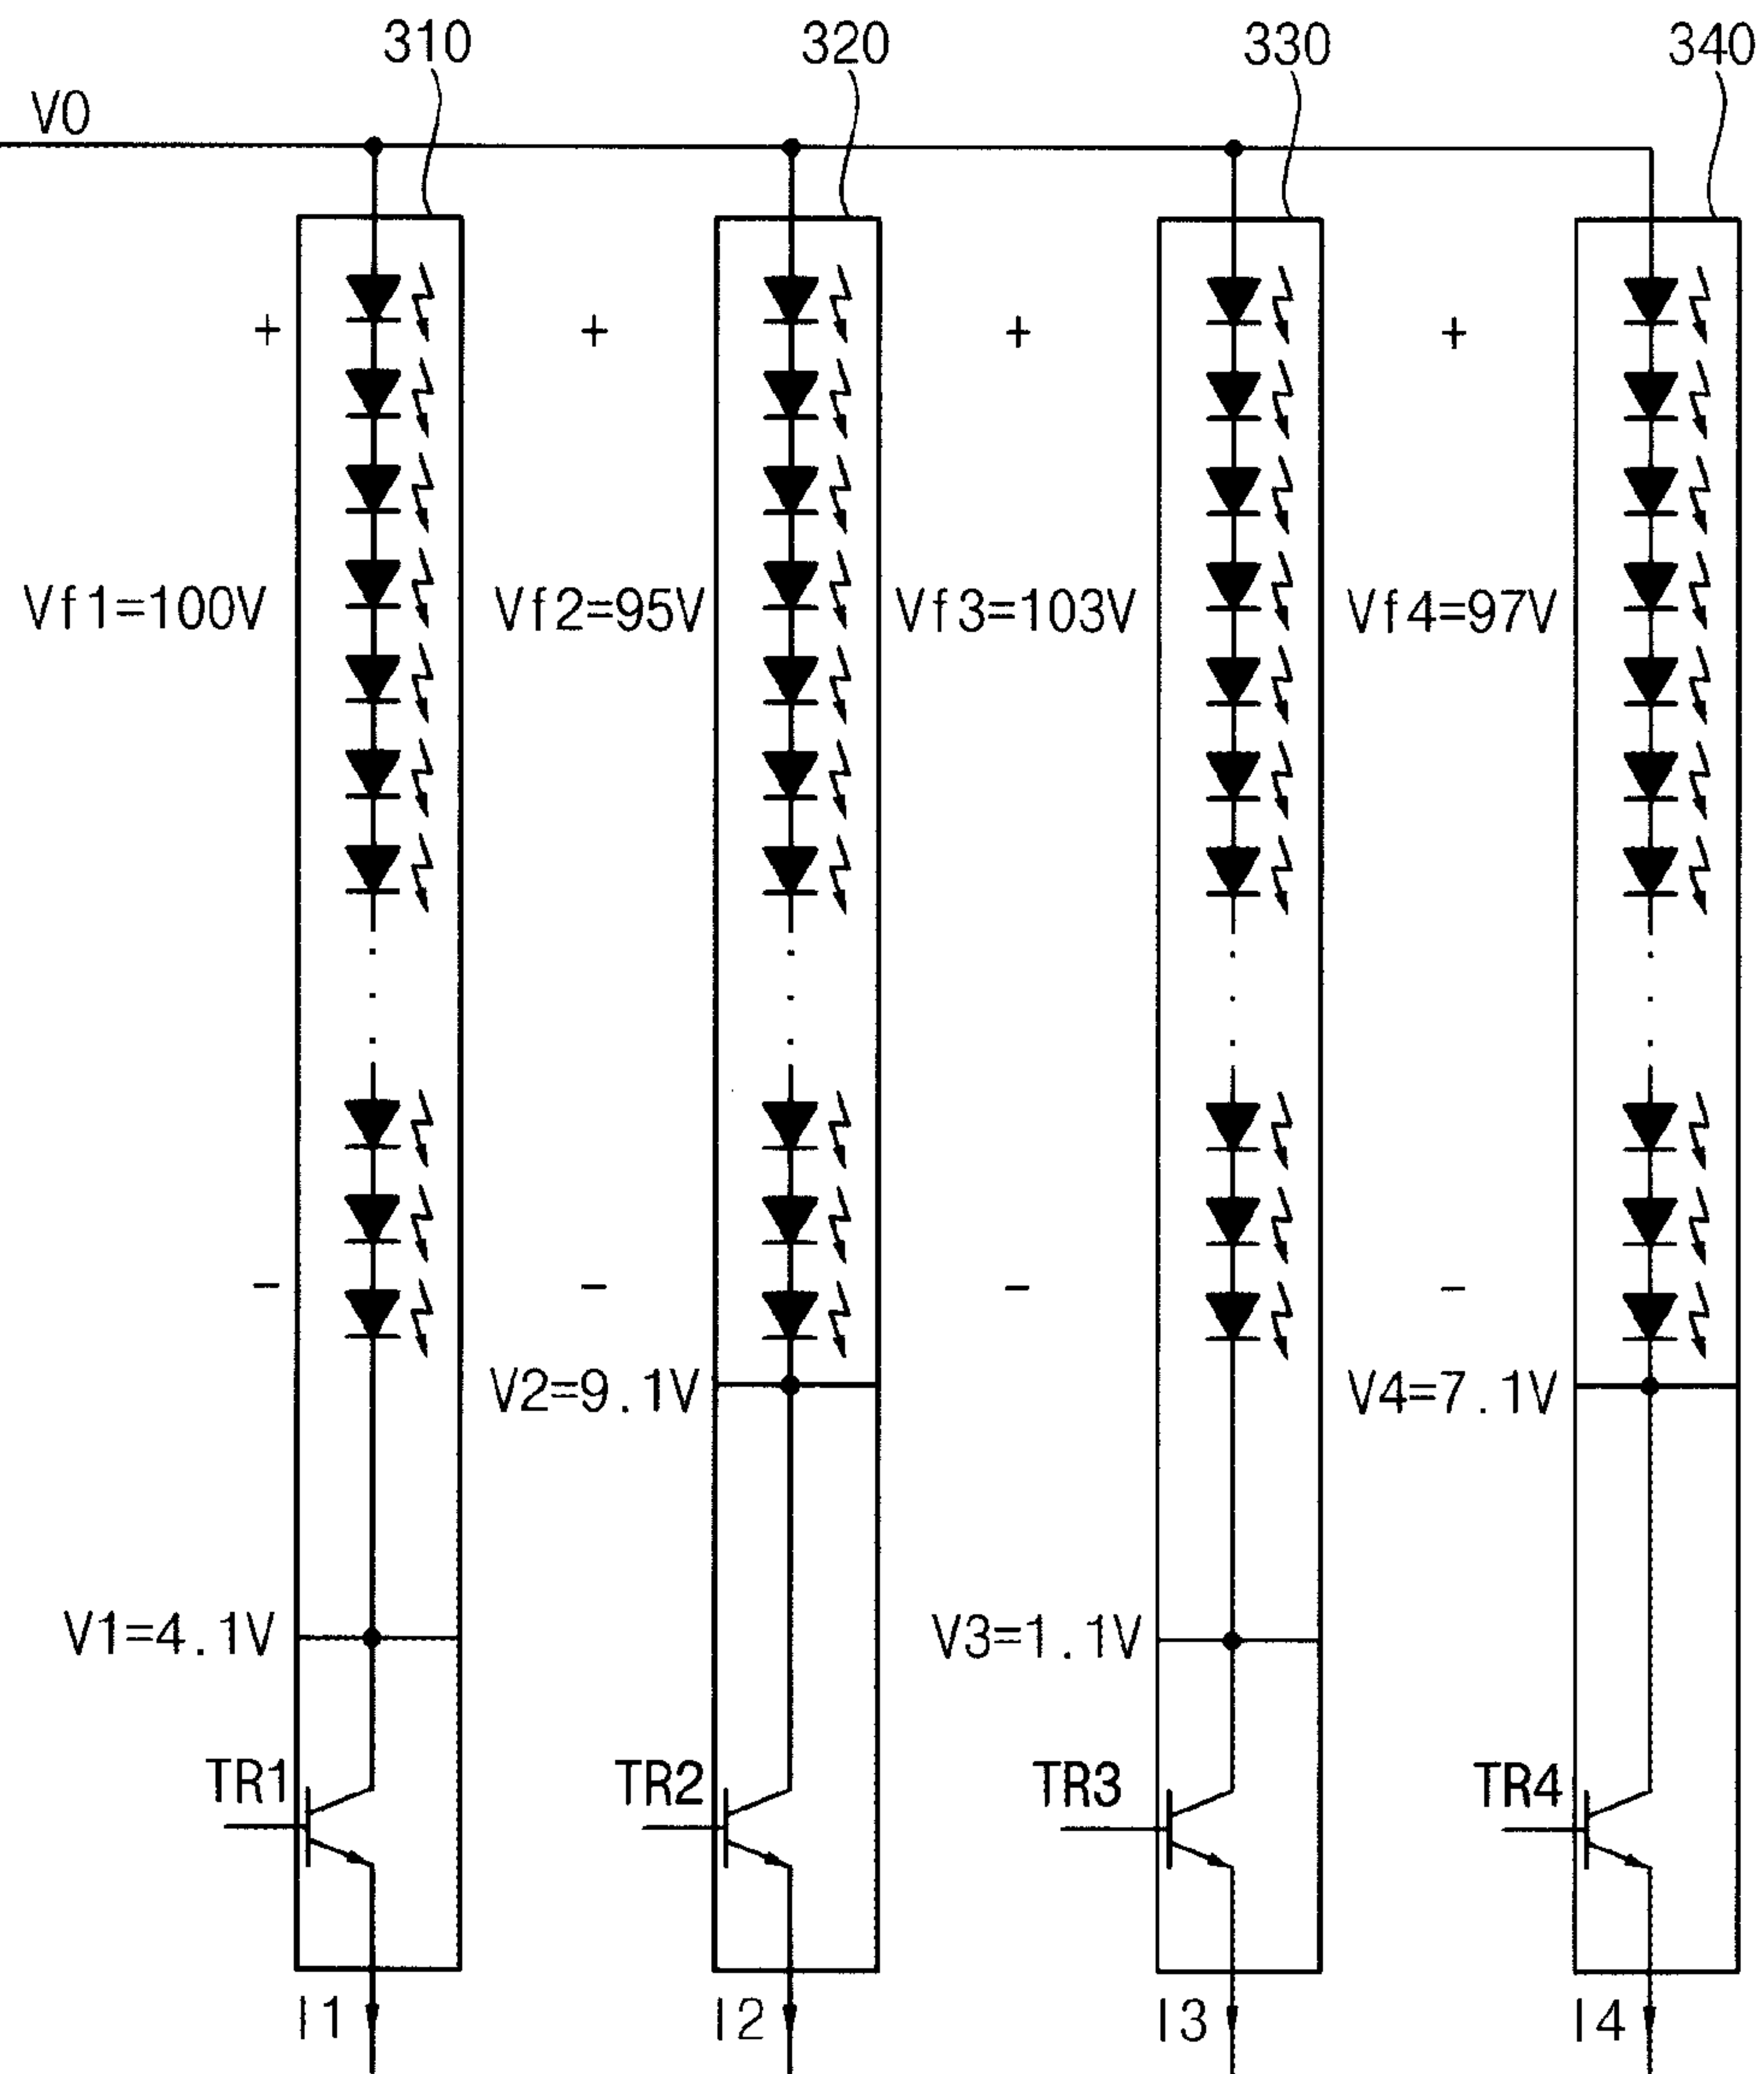 310 320 330 340
V0
+ + + +
Vf1=100V Vf2=95V Vf3=103V Vf4=97V
- - - -
V2=9.1V V4=7.1V
V1=4.1V V3=1.1V
TR1 TR2 TR3 TR4
I1 I2 I3 I4